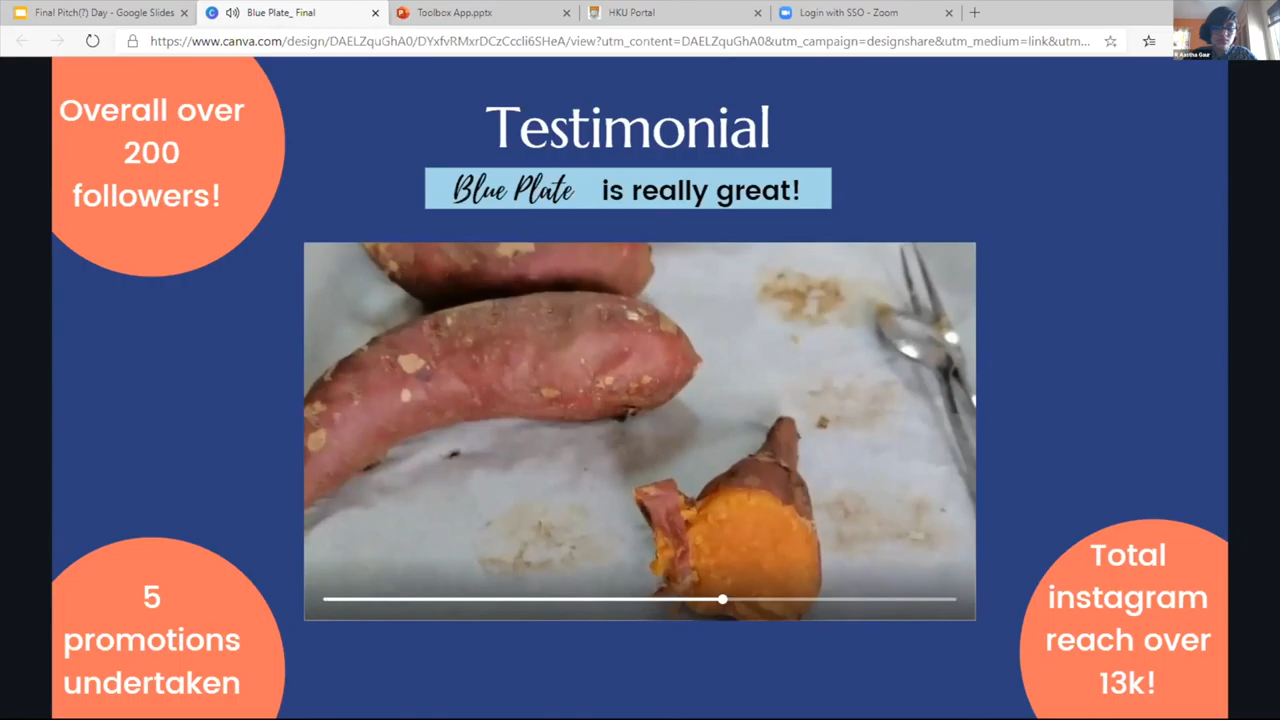 Final Pitch(?) Day - Google Slides
Blue Plate_ Final
Toolbox App.pptx
HKU Portal
Login with SSO - Zoom
https://www.canva.com/design/DAELZquGhA0/DYxfvRMxrDCzCccli6SHeA/view?utm_content=DAELZquGhA0&utm_campaign=designshare&utm_medium=link&utm...
Overall over
200
followers!
Testimonial
Blue Plate is really great!
5
promotions
undertaken
Total
instagram
reach over
13k!